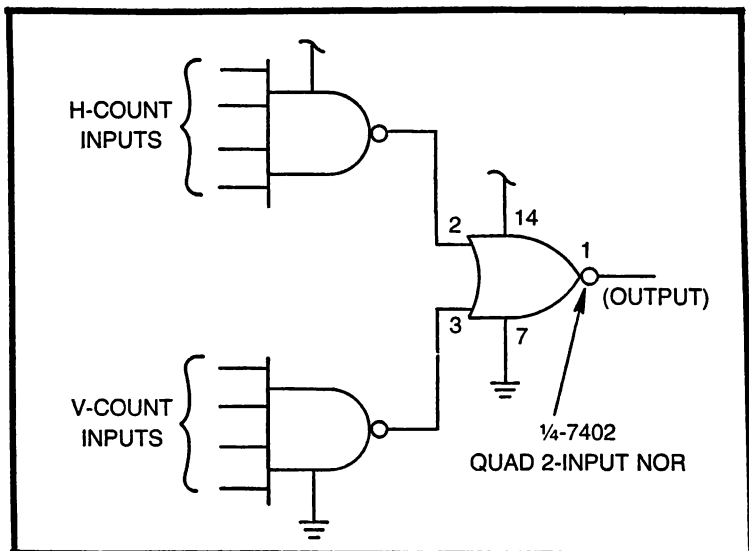 H-COUNT
INPUTS
2
14
1
(OUTPUT)
3
7
V-COUNT
INPUTS
¼-7402
QUAD 2-INPUT NOR